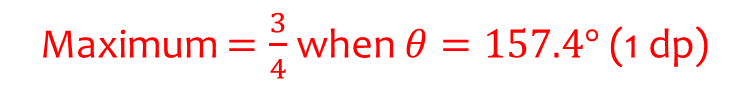 Maximum = 3/4 when θ = 157.4° (1 dp)